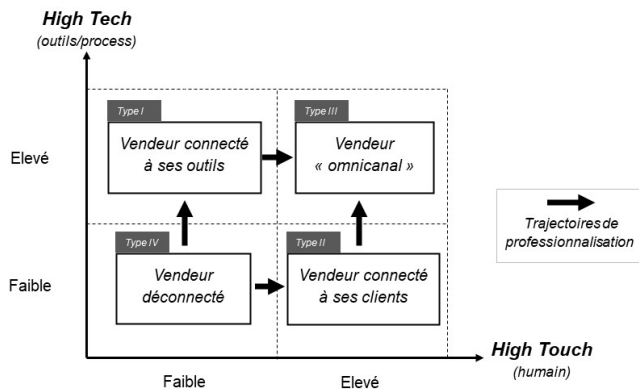 High Tech
(outils/process)
Type I
Vendeur connecté
à ses outils
Type III
Vendeur
« omnicanal »
Elevé
Trajectoires de
professionnalisation
Type IV
Vendeur
déconnecté
Type II
Vendeur connecté
à ses clients
Faible
High Touch
(humain)
Faible
Elevé